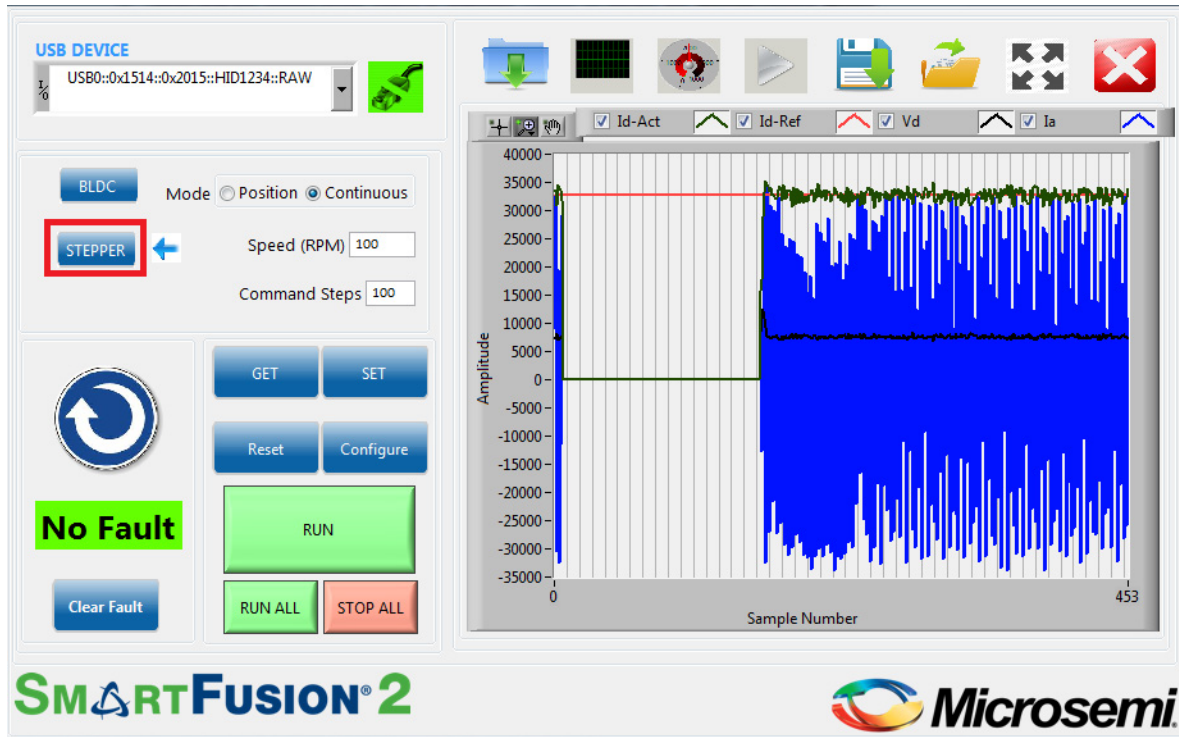 USB DEVICE
I/O USB0::0x1514::0x2015::HID1234::RAW
BLDC
Mode Position Continuous
STEPPER
Speed (RPM) 100
Command Steps 100
GET SET
Reset Configure
No Fault
RUN
Clear Fault
RUN ALL STOP ALL
Id-Act Id-Ref Vd Ia
40000
35000
30000
25000
20000
15000
10000
5000
0
-5000
-10000
-15000
-20000
-25000
-30000
-35000
Amplitude
0 453
Sample Number
SMARTFUSION® 2
Microsemi.